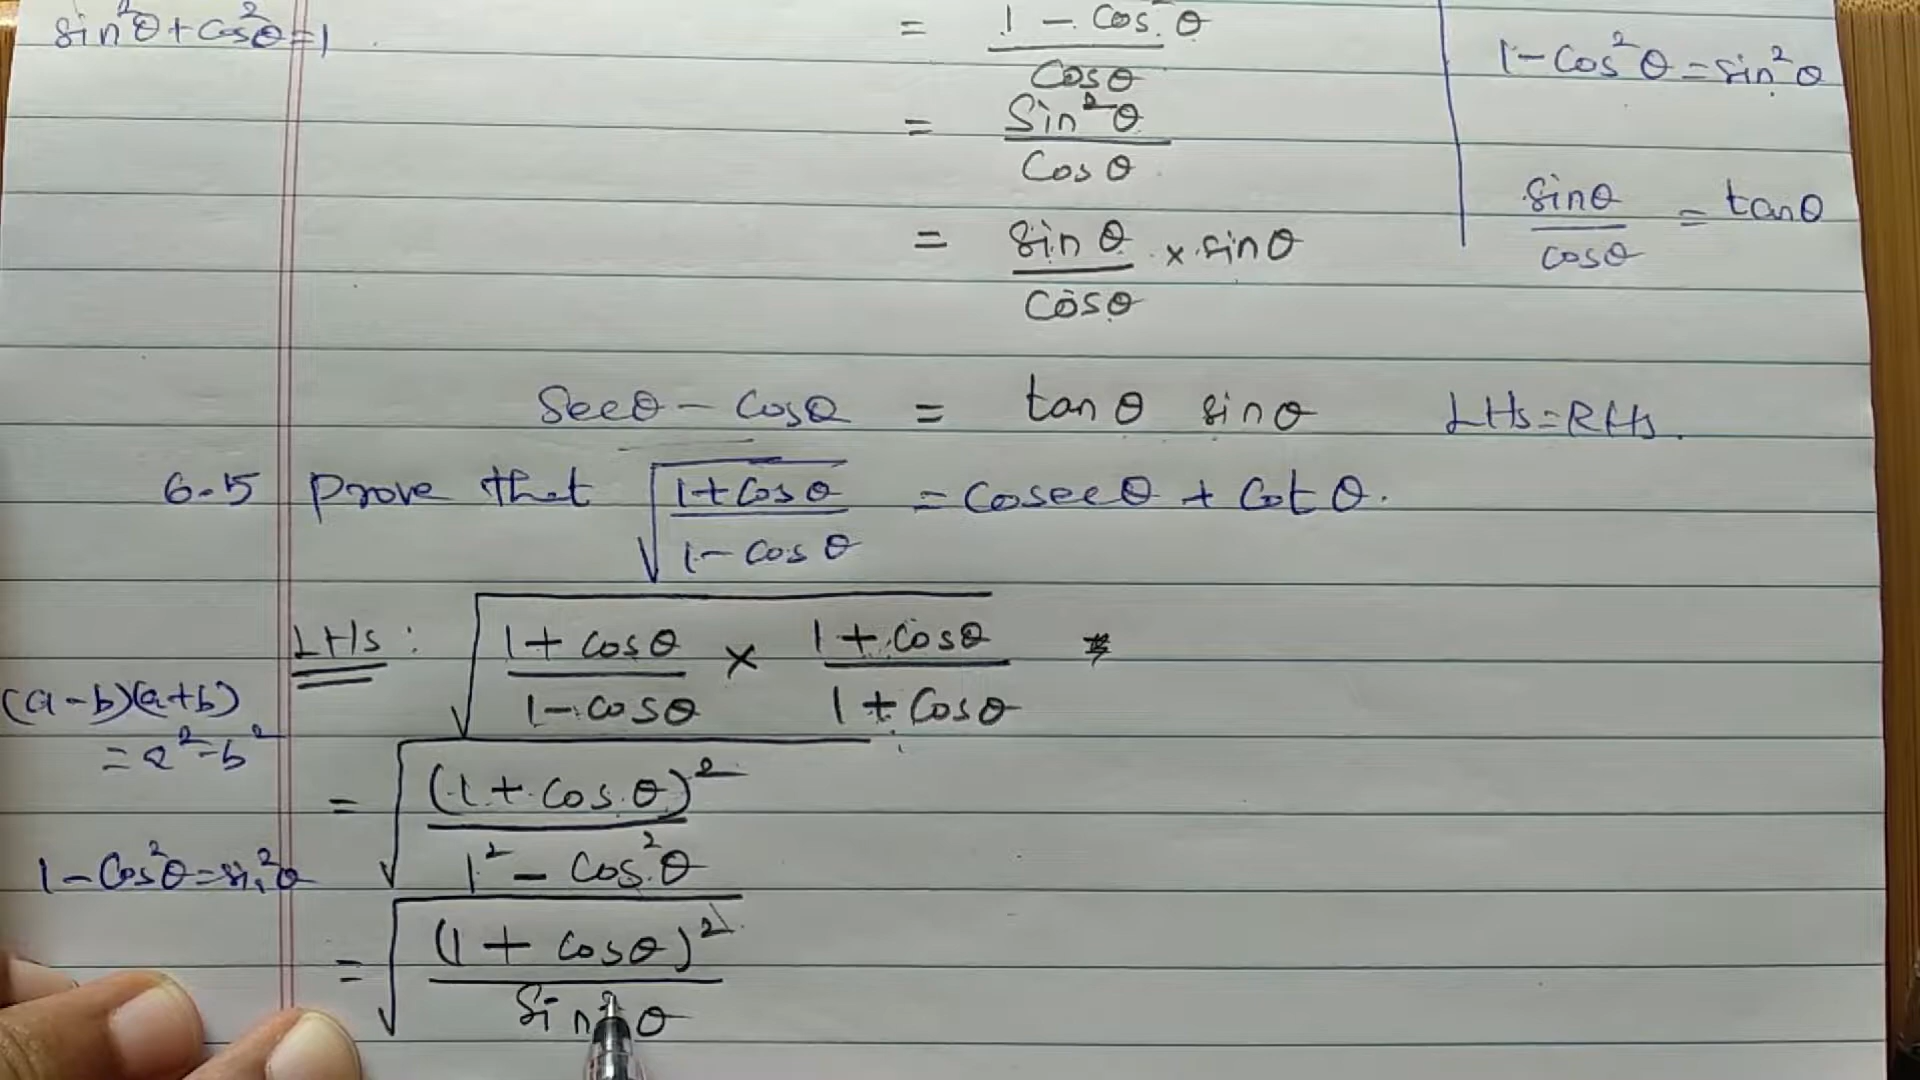 sin²θ + cos²θ = 1
= 1 - cos²θ / cosθ
1 - cos²θ = sin²θ
= sin²θ / cosθ
= sinθ / cosθ × sinθ
sinθ / cosθ = tanθ
secθ - cosθ = tanθ sinθ LHS = RHS.
6.5 prove that √(1 + cosθ / 1 - cosθ) = cosecθ + cotθ.
LHS : √(1 + cosθ / 1 - cosθ × 1 + cosθ / 1 + cosθ)
(a-b)(a+b)
= a² - b²
= √((1 + cosθ)² / 1² - cos²θ)
1 - cos²θ = sin²θ
= √((1 + cosθ)² / sin²θ)